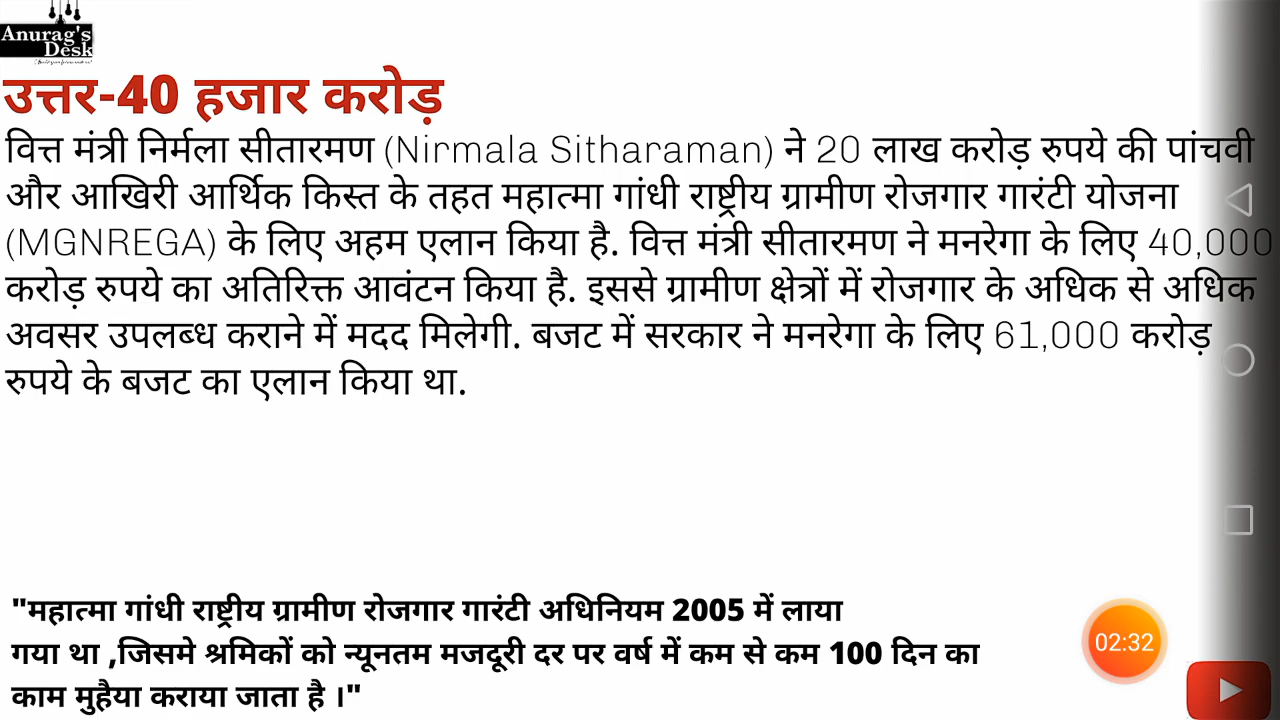 Anurag's
Desk
उत्तर-40 हजार करोड़
वित्त मंत्री निर्मला सीतारमण (Nirmala Sitharaman) ने 20 लाख करोड़ रुपये की पांचवी
और आखिरी आर्थिक किस्त के तहत महात्मा गांधी राष्ट्रीय ग्रामीण रोजगार गारंटी योजना
(MGNREGA) के लिए अहम एलान किया है. वित्त मंत्री सीतारमण ने मनरेगा के लिए 40,000
करोड़ रुपये का अतिरिक्त आवंटन किया है. इससे ग्रामीण क्षेत्रों में रोजगार के अधिक से अधिक
अवसर उपलब्ध कराने में मदद मिलेगी. बजट में सरकार ने मनरेगा के लिए 61,000 करोड़
रुपये के बजट का एलान किया था.
"महात्मा गांधी राष्ट्रीय ग्रामीण रोजगार गारंटी अधिनियम 2005 में लाया
गया था ,जिसमे श्रमिकों को न्यूनतम मजदूरी दर पर वर्ष में कम से कम 100 दिन का
काम मुहैया कराया जाता है ।"
02:32